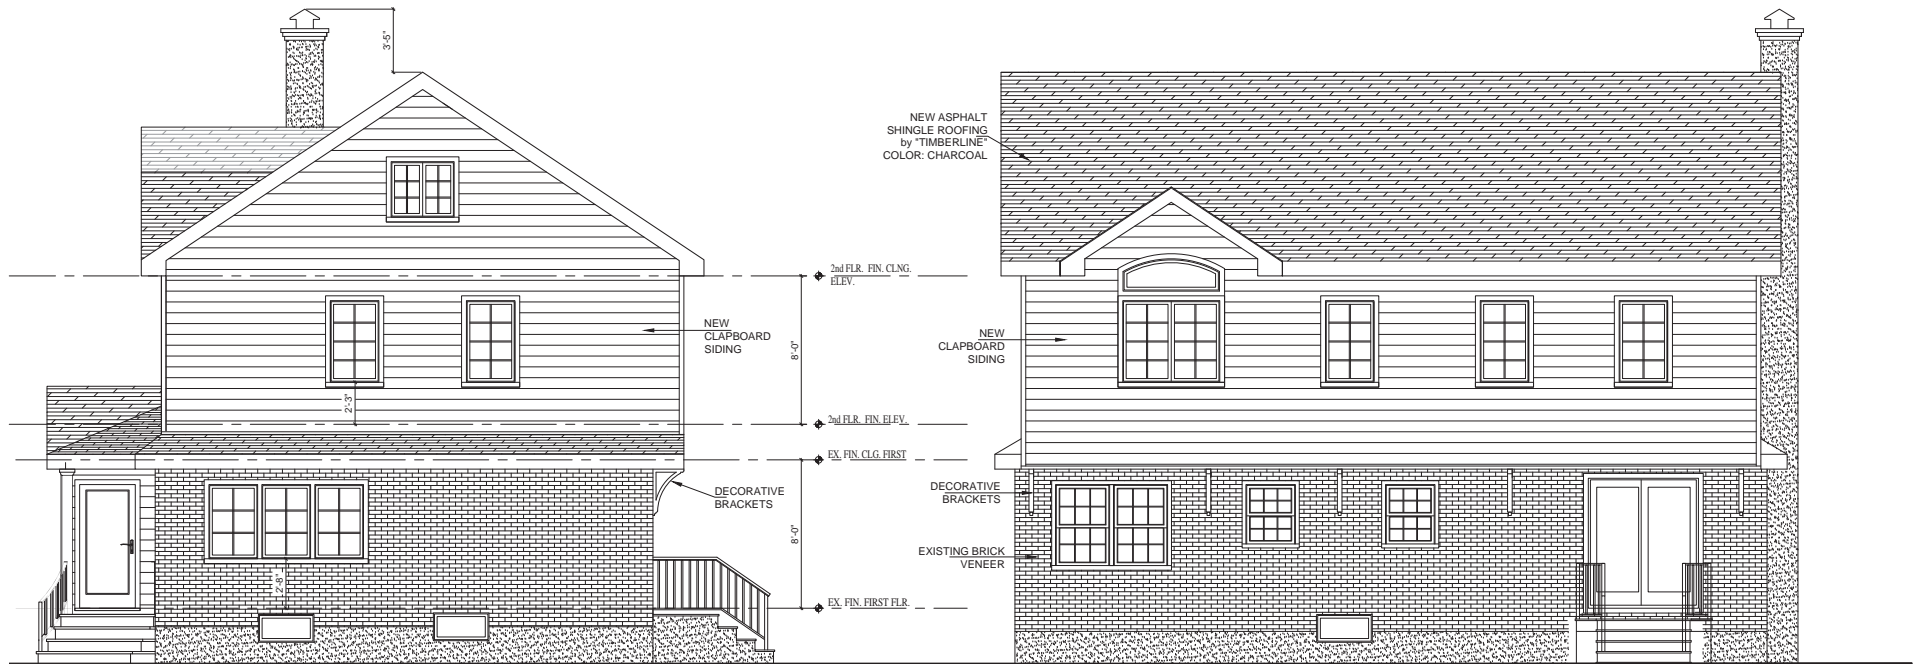 3'-5"
NEW ASPHALT
SHINGLE ROOFING
by "TIMBERLINE"
COLOR: CHARCOAL
2nd FLR. FIN. CLNG.
ELEV.
NEW
CLAPBOARD
SIDING
8'-0"
NEW
CLAPBOARD
SIDING
2'-3"
2nd FLR. FIN. ELEV.
EX. FIN. CLG. FIRST
DECORATIVE
BRACKETS
8'-0"
DECORATIVE
BRACKETS
EXISTING BRICK
VENEER
2'-8"
EX. FIN. FIRST FLR.